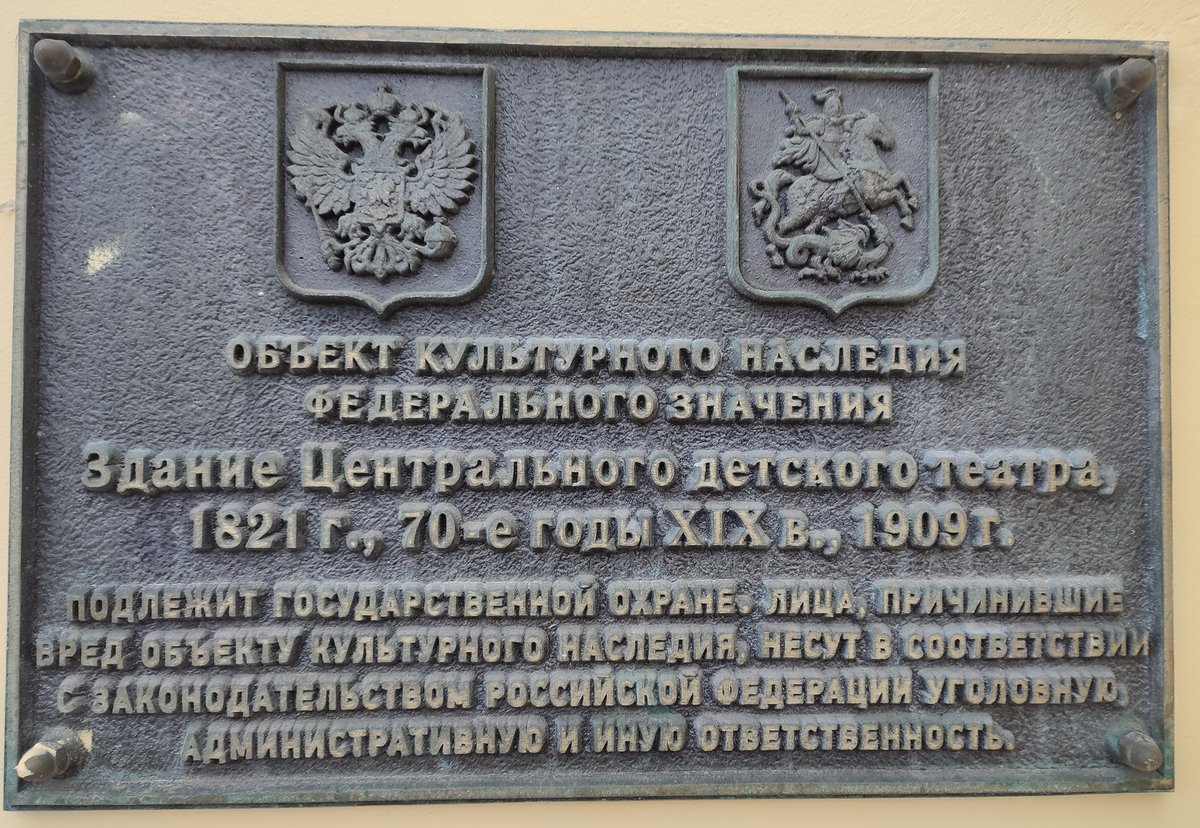 ОБЪЕКТ КУЛЬТУРНОГО НАСЛЕДИЯ
ФЕДЕРАЛЬНОГО ЗНАЧЕНИЯ
Здание Центрального детского театра,
1821 г., 70-е годы XIX в., 1909 г.
ПОДЛЕЖИТ ГОСУДАРСТВЕННОЙ ОХРАНЕ. ЛИЦА, ПРИЧИНИВШИЕ
ВРЕД ОБЪЕКТУ КУЛЬТУРНОГО НАСЛЕДИЯ, НЕСУТ В СООТВЕТСТВИИ
С ЗАКОНОДАТЕЛЬСТВОМ РОССИЙСКОЙ ФЕДЕРАЦИИ УГОЛОВНУЮ,
АДМИНИСТРАТИВНУЮ И ИНУЮ ОТВЕТСТВЕННОСТЬ.